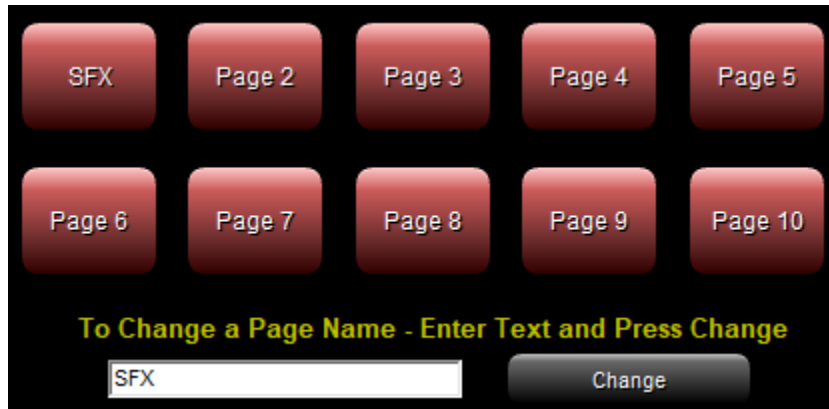 SFX Page 2 Page 3 Page 4 Page 5
Page 6 Page 7 Page 8 Page 9 Page 10
To Change a Page Name - Enter Text and Press Change
SFX Change